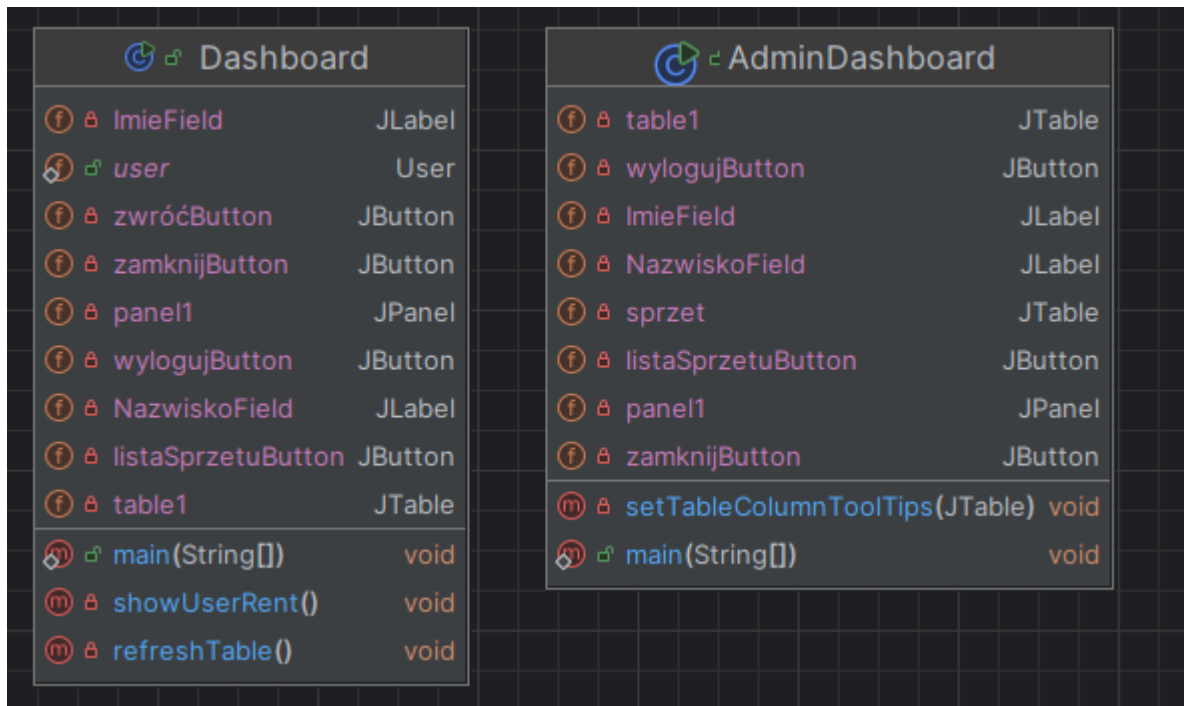 Dashboard
ImieField JLabel
user User
zwróćButton JButton
zamknijButton JButton
panel1 JPanel
wylogujButton JButton
NazwiskoField JLabel
listaSprzetuButton JButton
table1 JTable
main(String[]) void
showUserRent() void
refreshTable() void
AdminDashboard
table1 JTable
wylogujButton JButton
ImieField JLabel
NazwiskoField JLabel
sprzet JTable
listaSprzetuButton JButton
panel1 JPanel
zamknijButton JButton
setTableColumnToolTips(JTable) void
main(String[]) void